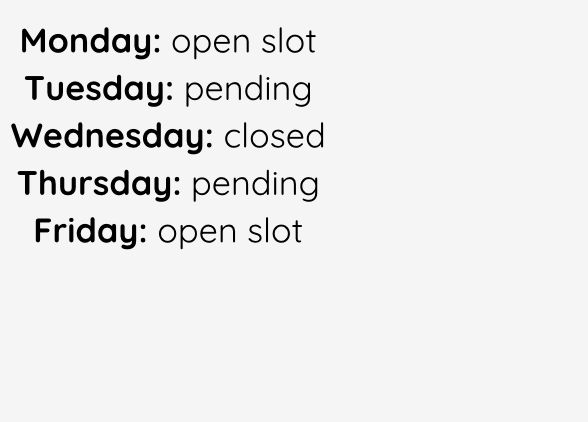 Monday: open slot
Tuesday: pending
Wednesday: closed
Thursday: pending
Friday: open slot